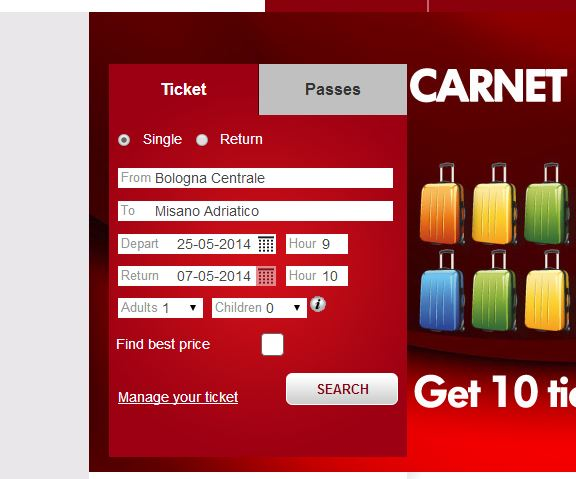 Ticket Passes
CARNET
Single Return
From Bologna Centrale
To Misano Adriatico
Depart 25-05-2014 Hour 9
Return 07-05-2014 Hour 10
Adults 1 Children 0 i
Find best price
Manage your ticket SEARCH
Get 10 tic